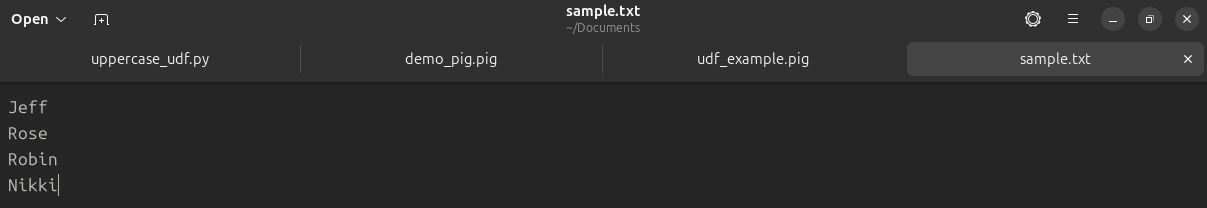 Open
sample.txt
~/Documents
uppercase_udf.py
demo_pig.pig
udf_example.pig
sample.txt
Jeff
Rose
Robin
Nikki